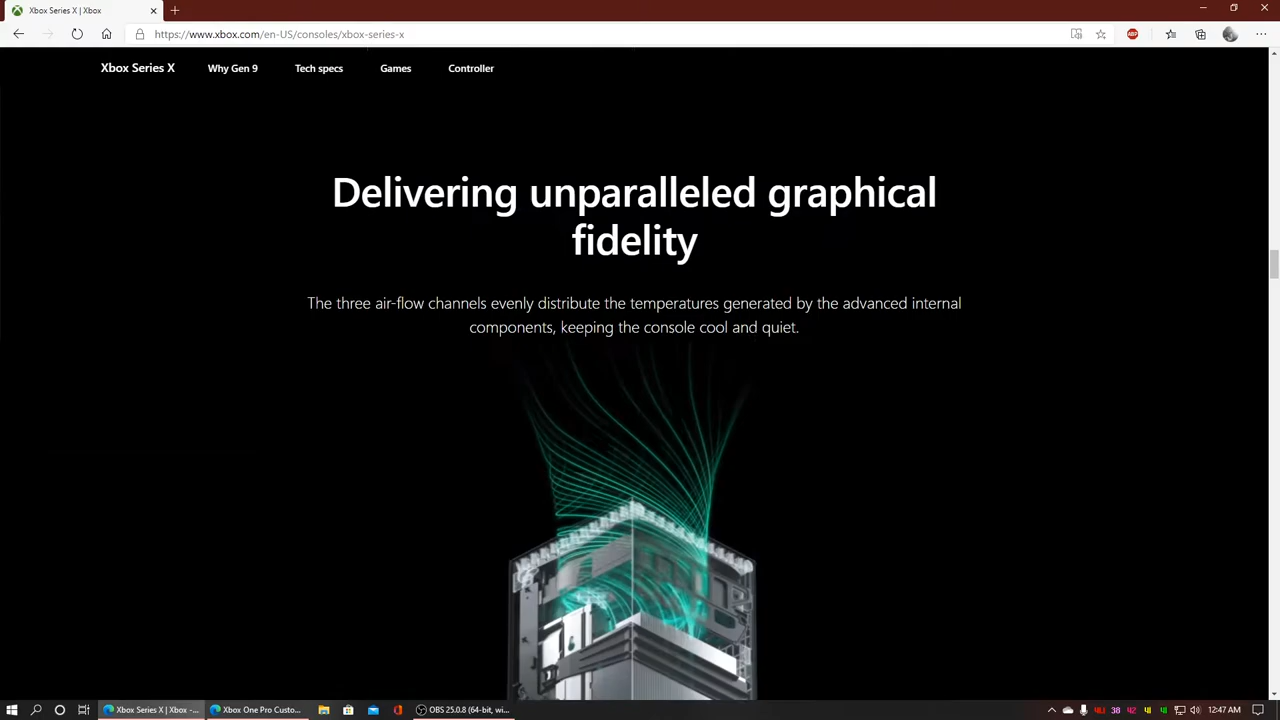 Xbox Series X | Xbox
https://www.xbox.com/en-US/consoles/xbox-series-x
ABP
Xbox Series X
Why Gen 9
Tech specs
Games
Controller
Delivering unparalleled graphical
fidelity
The three air-flow channels evenly distribute the temperatures generated by the advanced internal
components, keeping the console cool and quiet.
Xbox Series X | Xbox -...
Xbox One Pro Custo...
OBS 25.0.8 (64-bit, wi...
12:47 AM